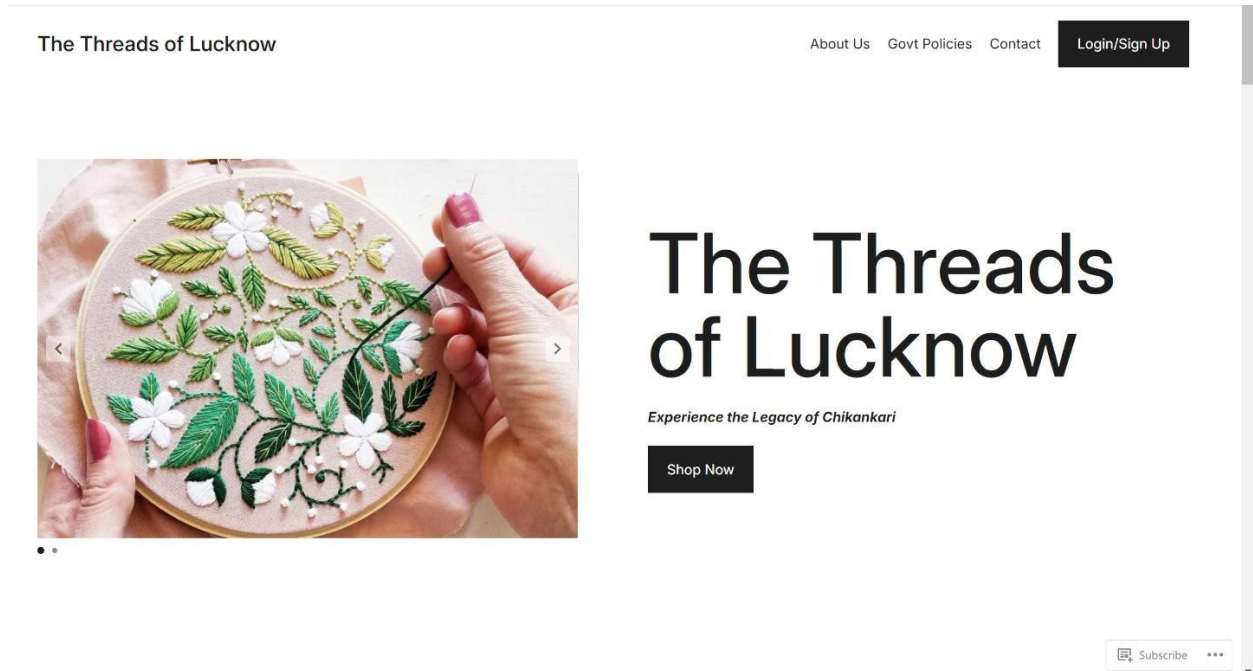 The Threads of Lucknow
About Us Govt Policies Contact Login/Sign Up
The Threads
of Lucknow
Experience the Legacy of Chikankari
Shop Now
Subscribe